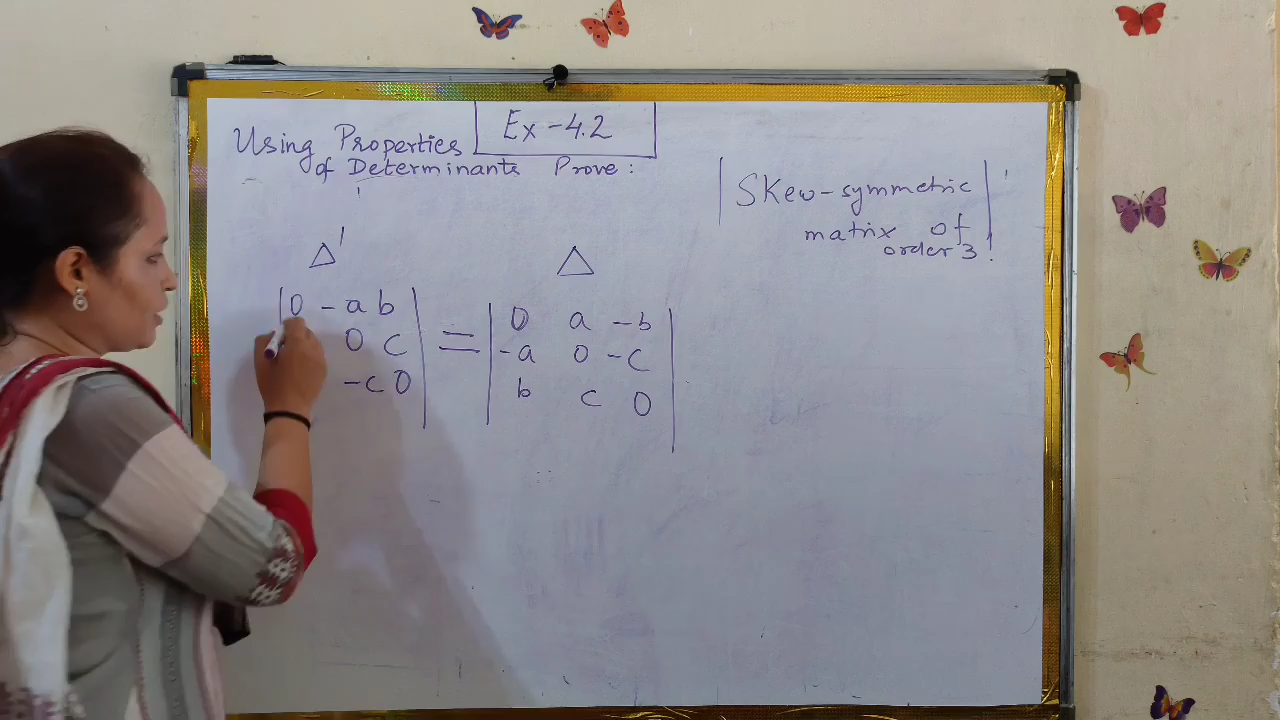 Ex-4.2
Using Properties
of Determinants Prove:
| Skew-symmetric |
matrix of
order 3!
Δ' Δ
|0 -a b| = |0 a -b|
0 c -a 0 -c
-c 0 b c 0